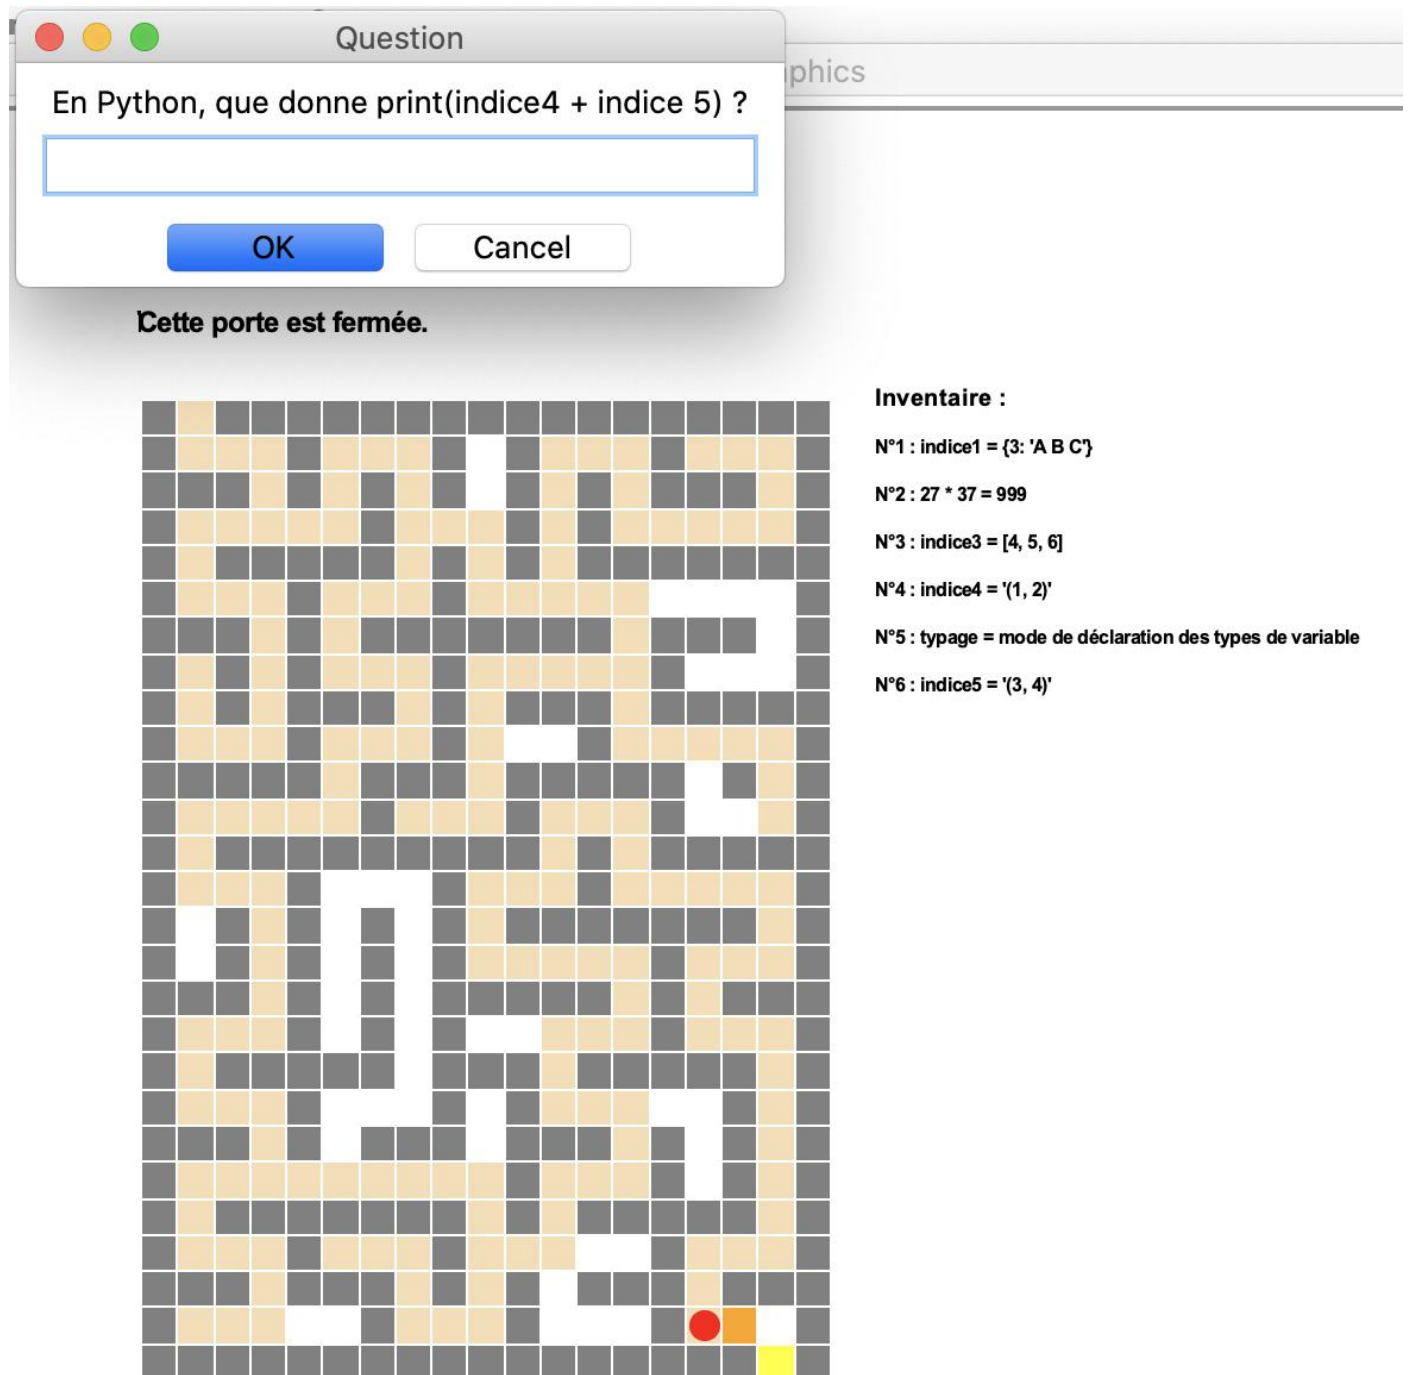 Question
phics
En Python, que donne print(indice4 + indice 5) ?
OK
Cancel
Cette porte est fermée.
Inventaire :
N°1 : indice1 = {3: 'A B C'}
N°2 : 27 * 37 = 999
N°3 : indice3 = [4, 5, 6]
N°4 : indice4 = '(1, 2)'
N°5 : typage = mode de déclaration des types de variable
N°6 : indice5 = '(3, 4)'